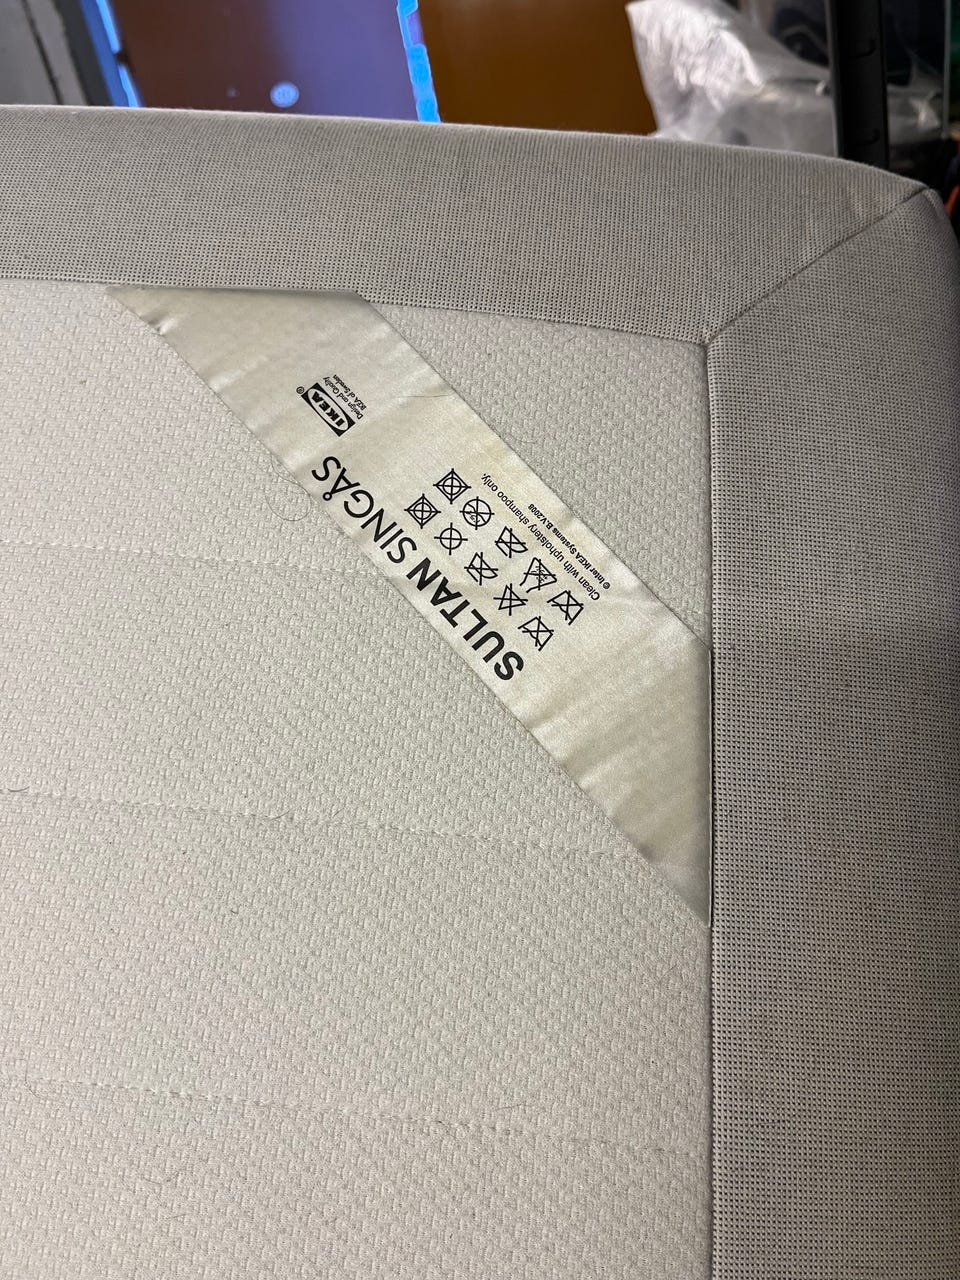 SULTAN SINGÅS
IKEA®
Design and Quality
IKEA of Sweden
Clean with upholstery shampoo only.
© Inter IKEA Systems B.V.2008